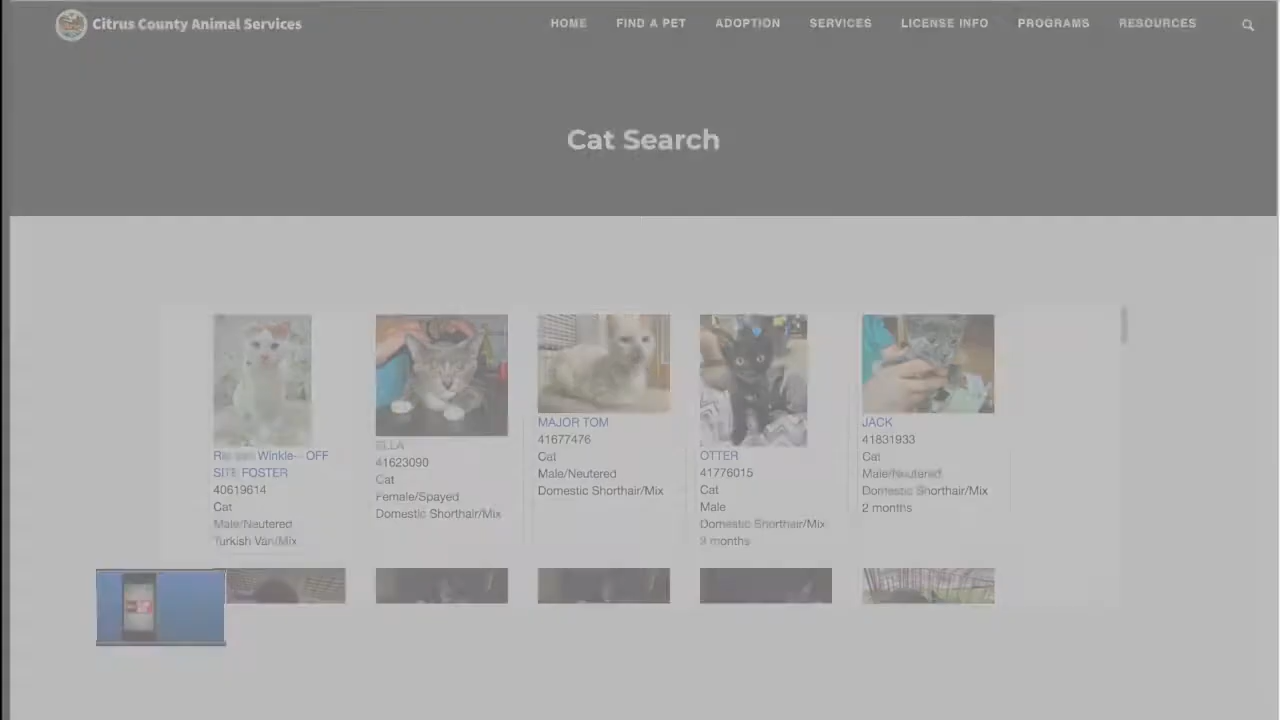 Citrus County Animal Services
HOME FIND A PET ADOPTION SERVICES LICENSE INFO PROGRAMS RESOURCES
Cat Search
Winkle-- OFF
SITE FOSTER
40619614
Cat
Male/Neutered
Turkish Van/Mix
ELLA
41623090
Cat
Female/Spayed
Domestic Shorthair/Mix
MAJOR TOM
41677476
Cat
Male/Neutered
Domestic Shorthair/Mix
OTTER
41776015
Cat
Male
Domestic Shorthair/Mix
months
JACK
41831933
Cat
Male/Neutered
Domestic Shorthair/Mix
2 months